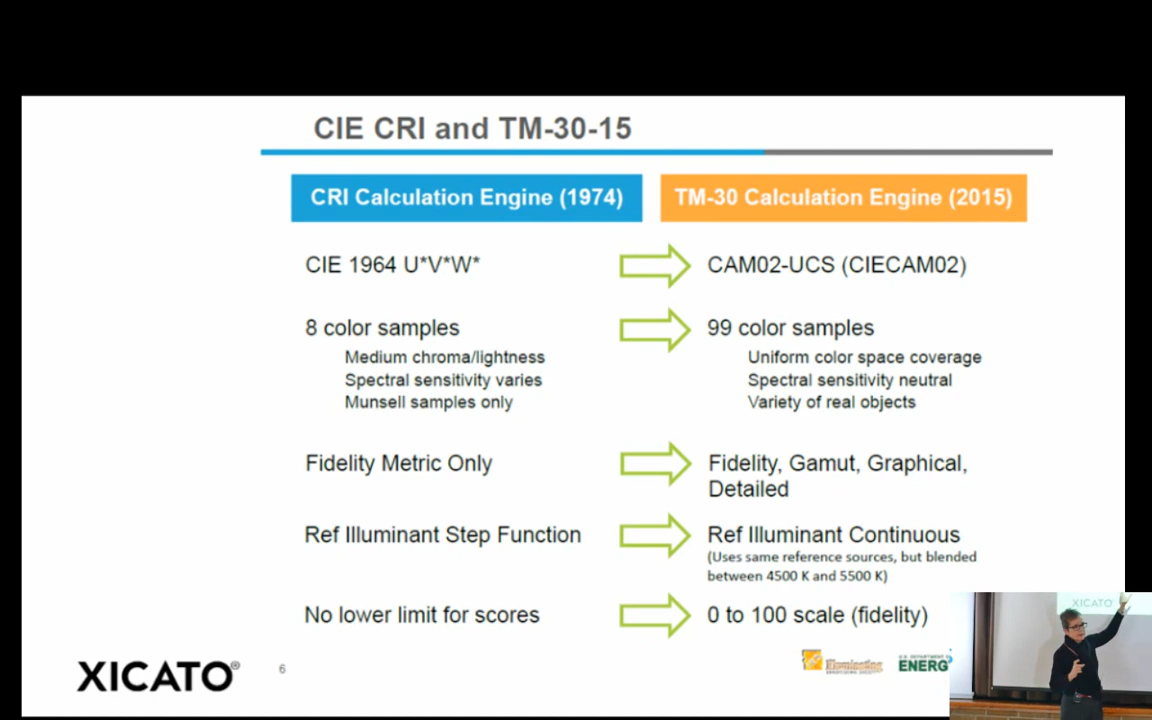 CIE CRI and TM-30-15
CRI Calculation Engine (1974)
TM-30 Calculation Engine (2015)
CIE 1964 U*V*W*
CAM02-UCS (CIECAM02)
8 color samples
99 color samples
Medium chroma/lightness
Uniform color space coverage
Spectral sensitivity varies
Spectral sensitivity neutral
Munsell samples only
Variety of real objects
Fidelity Metric Only
Fidelity, Gamut, Graphical,
Detailed
Ref Illuminant Step Function
Ref Illuminant Continuous
(Uses same reference sources, but blended
between 4500 K and 5500 K)
No lower limit for scores
0 to 100 scale (fidelity)
XICATO®
6
U.S. DEPARTMENT
ENERG
XICATO